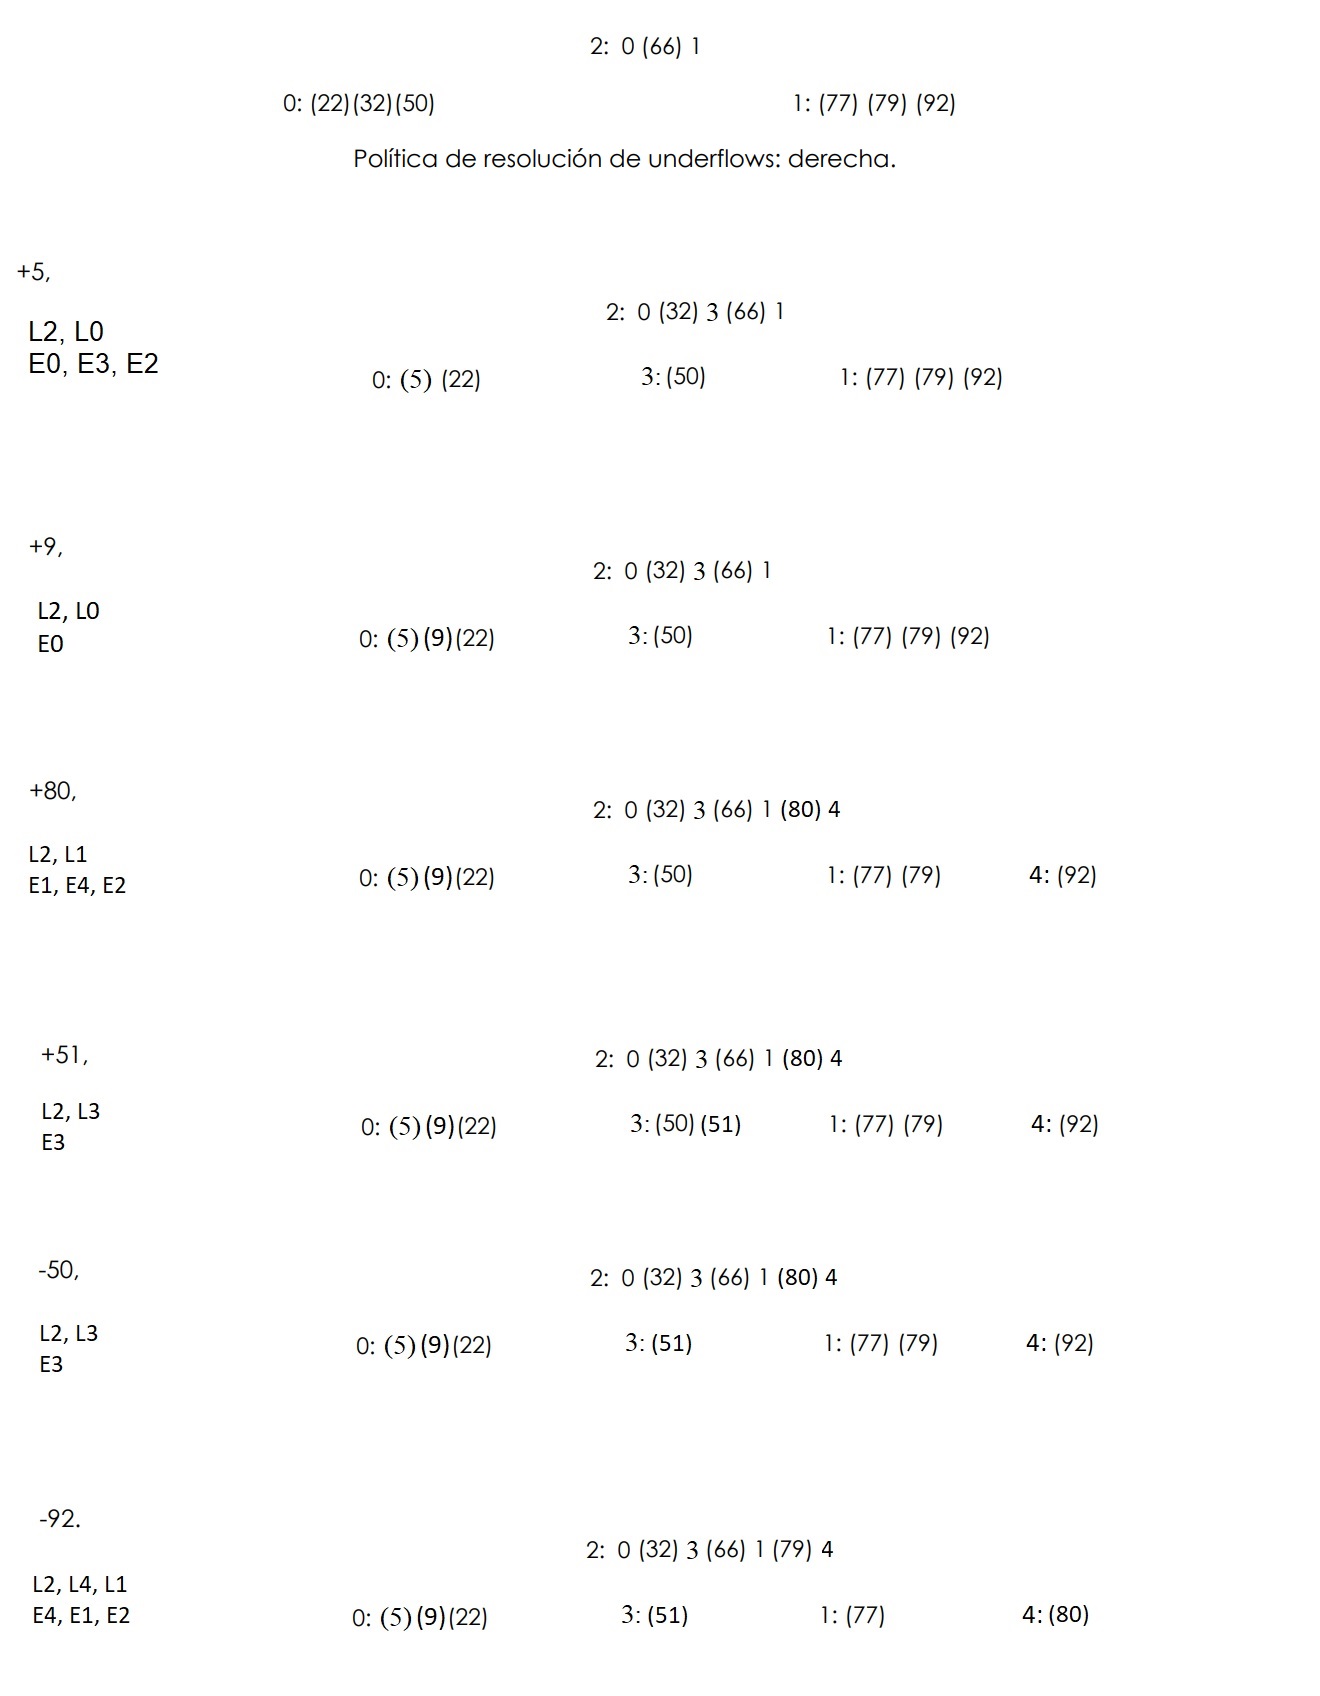 2: 0 (66) 1
0: (22)(32)(50) 1: (77) (79) (92)
Política de resolución de underflows: derecha.
+5,
2: 0 (32) 3 (66) 1
L2, L0
E0, E3, E2
0: (5) (22) 3: (50) 1: (77) (79) (92)
+9,
2: 0 (32) 3 (66) 1
L2, L0
E0
0: (5) (9) (22) 3: (50) 1: (77) (79) (92)
+80,
2: 0 (32) 3 (66) 1 (80) 4
L2, L1
E1, E4, E2
0: (5) (9) (22) 3: (50) 1: (77) (79) 4: (92)
+51,
2: 0 (32) 3 (66) 1 (80) 4
L2, L3
E3
0: (5) (9) (22) 3: (50) (51) 1: (77) (79) 4: (92)
-50,
2: 0 (32) 3 (66) 1 (80) 4
L2, L3
E3
0: (5) (9) (22) 3: (51) 1: (77) (79) 4: (92)
-92.
2: 0 (32) 3 (66) 1 (79) 4
L2, L4, L1
E4, E1, E2
0: (5) (9) (22) 3: (51) 1: (77) 4: (80)